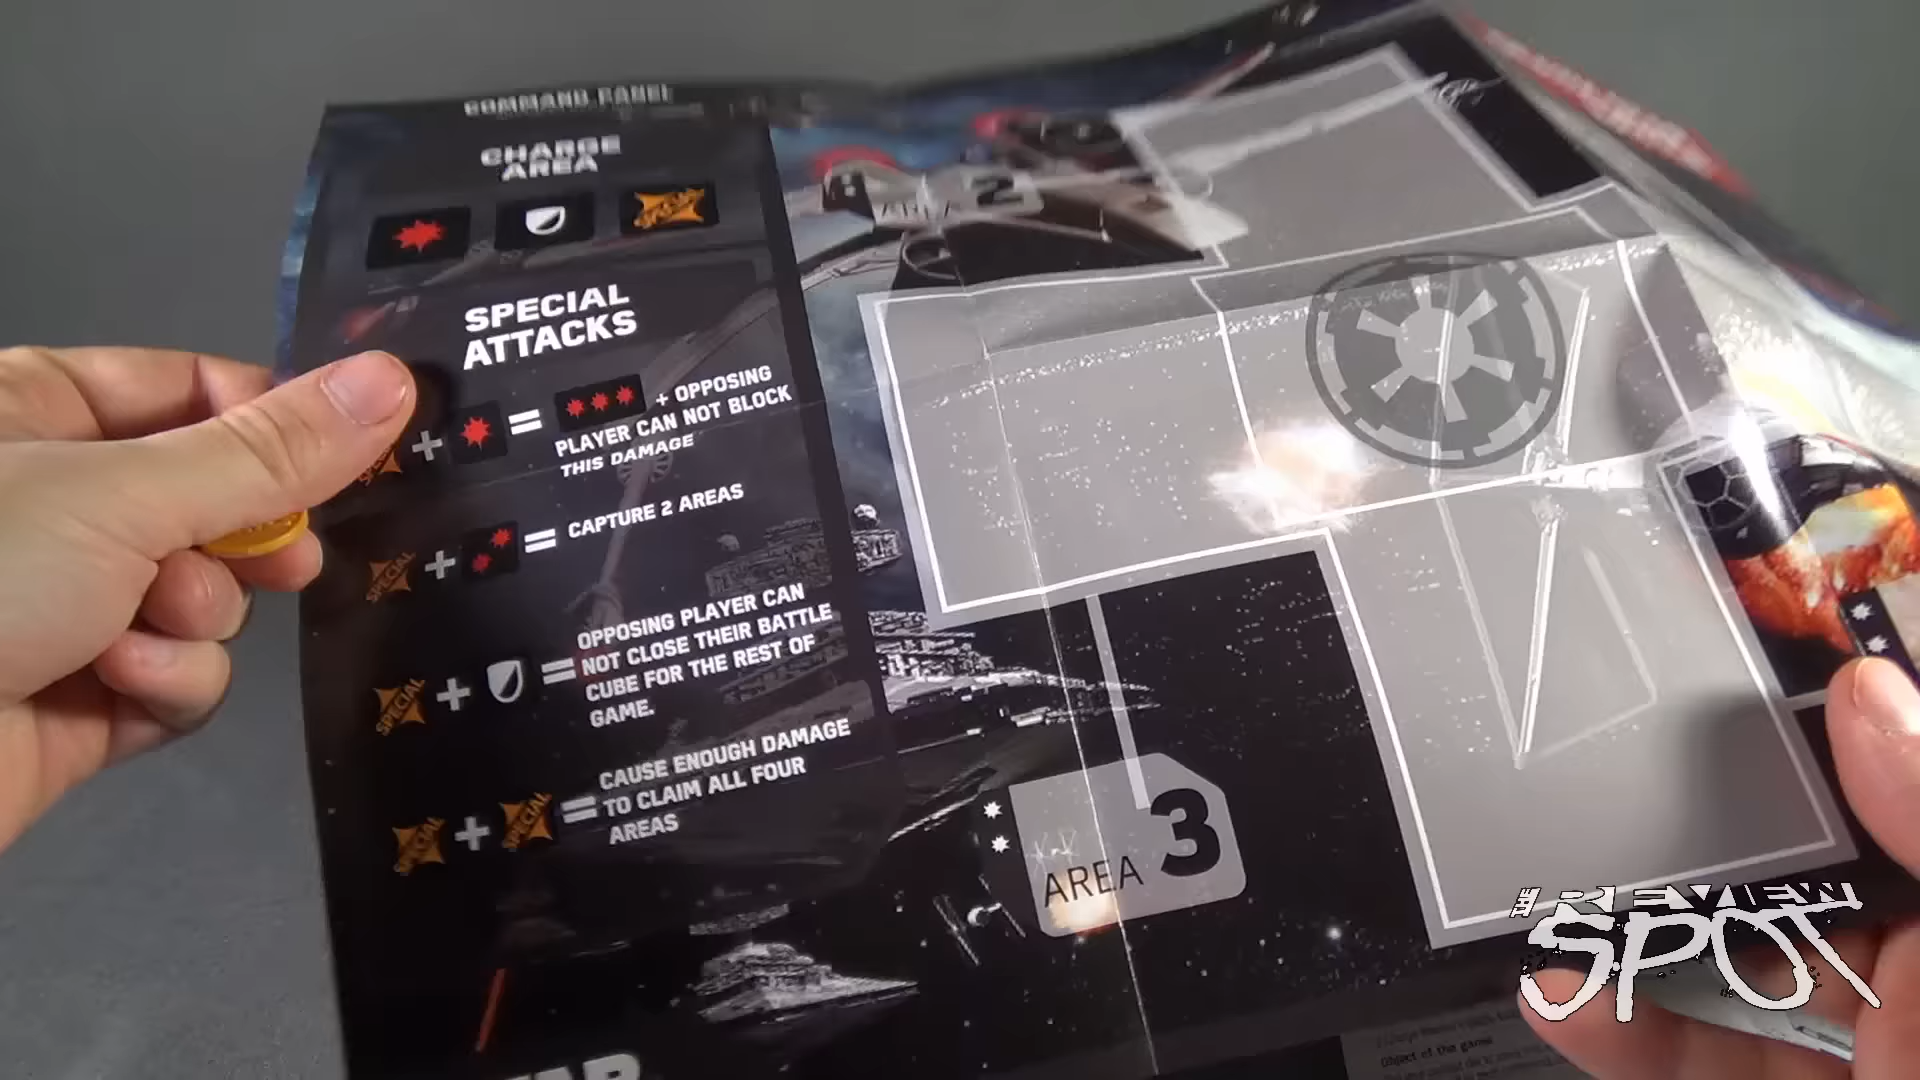 COMMAND PANEL
CHARGE
AREA
SPECIAL
SPECIAL
ATTACKS
SPECIAL + = + OPPOSING
PLAYER CAN NOT BLOCK
THIS DAMAGE
SPECIAL + = CAPTURE 2 AREAS
SPECIAL + = OPPOSING PLAYER CAN
NOT CLOSE THEIR BATTLE
CUBE FOR THE REST OF
GAME.
SPECIAL + SPECIAL = CAUSE ENOUGH DAMAGE
TO CLAIM ALL FOUR
AREAS
AREA 2
AREA 3
Object of the game
REVIEW
SPOT